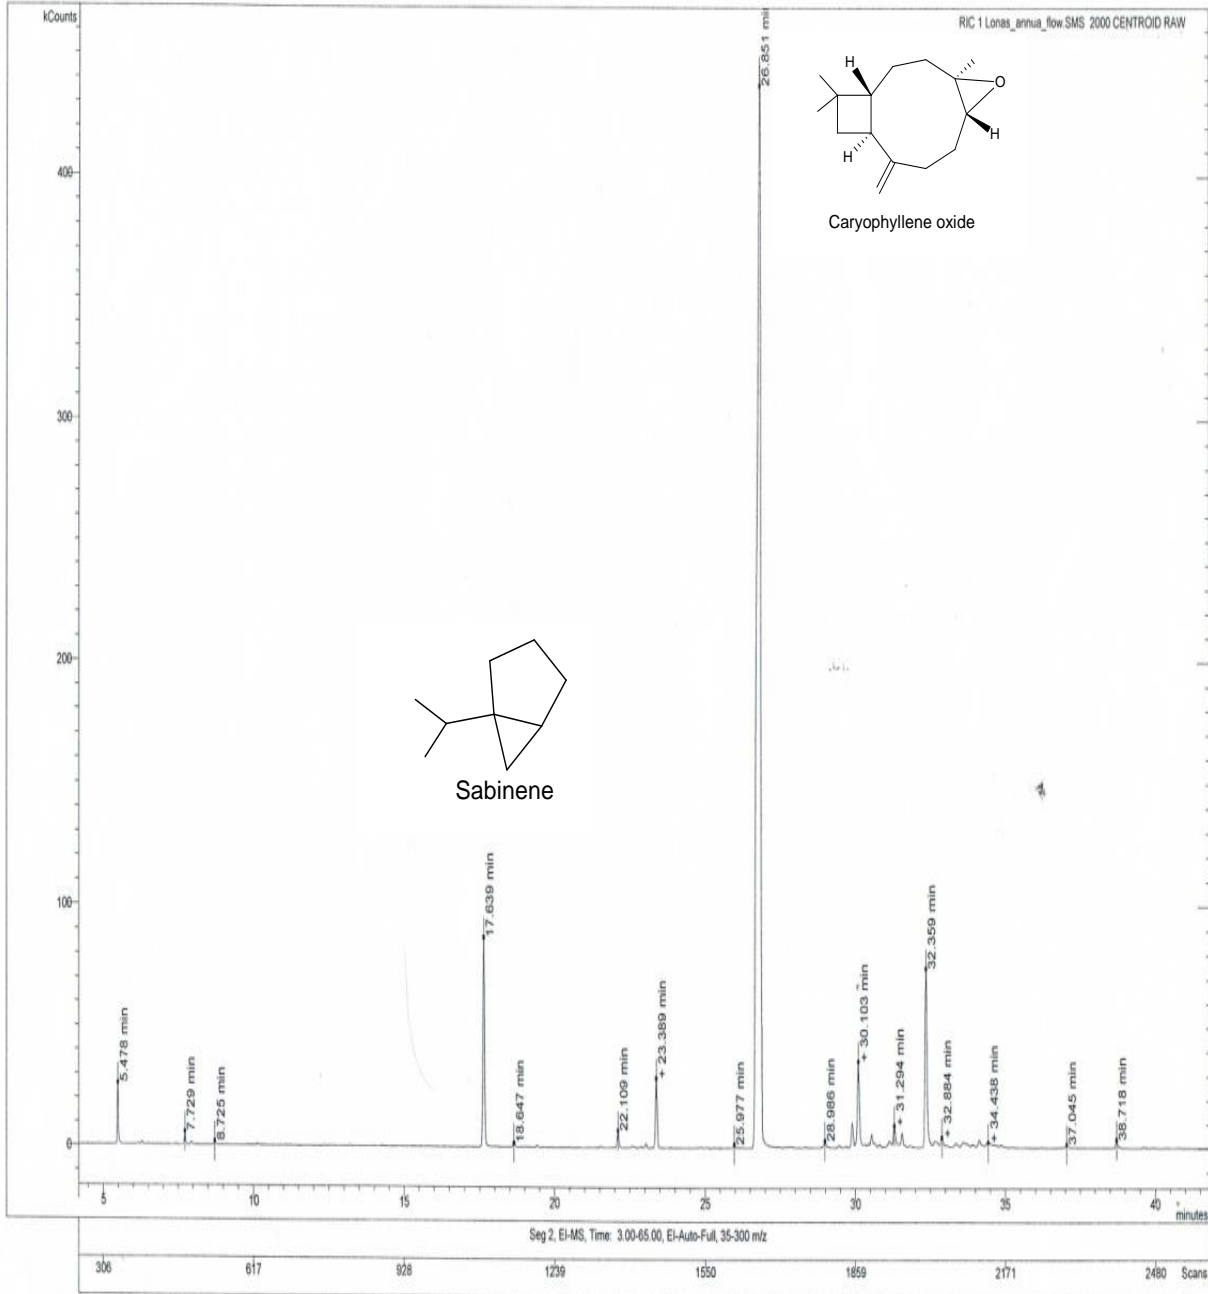 kCounts
RIC 1 Lonas_annua_flow.SMS 2000 CENTROID RAW
26.851 min
H
O
H
H
Caryophyllene oxide
400
300
200
Sabinene
100
0
5.478 min
7.729 min
8.725 min
17.639 min
18.647 min
22.109 min
+ 23.389 min
25.977 min
28.986 min
+ 30.103 min
+ 31.294 min
32.359 min
+ 32.884 min
+ 34.438 min
37.045 min
38.718 min
5 10 15 20 25 30 35 40
minutes
Seg 2, EI-MS, Time: 3.00-65.00, EI-Auto-Full, 35-300 m/z
306 617 928 1239 1550 1859 2171 2480 Scans